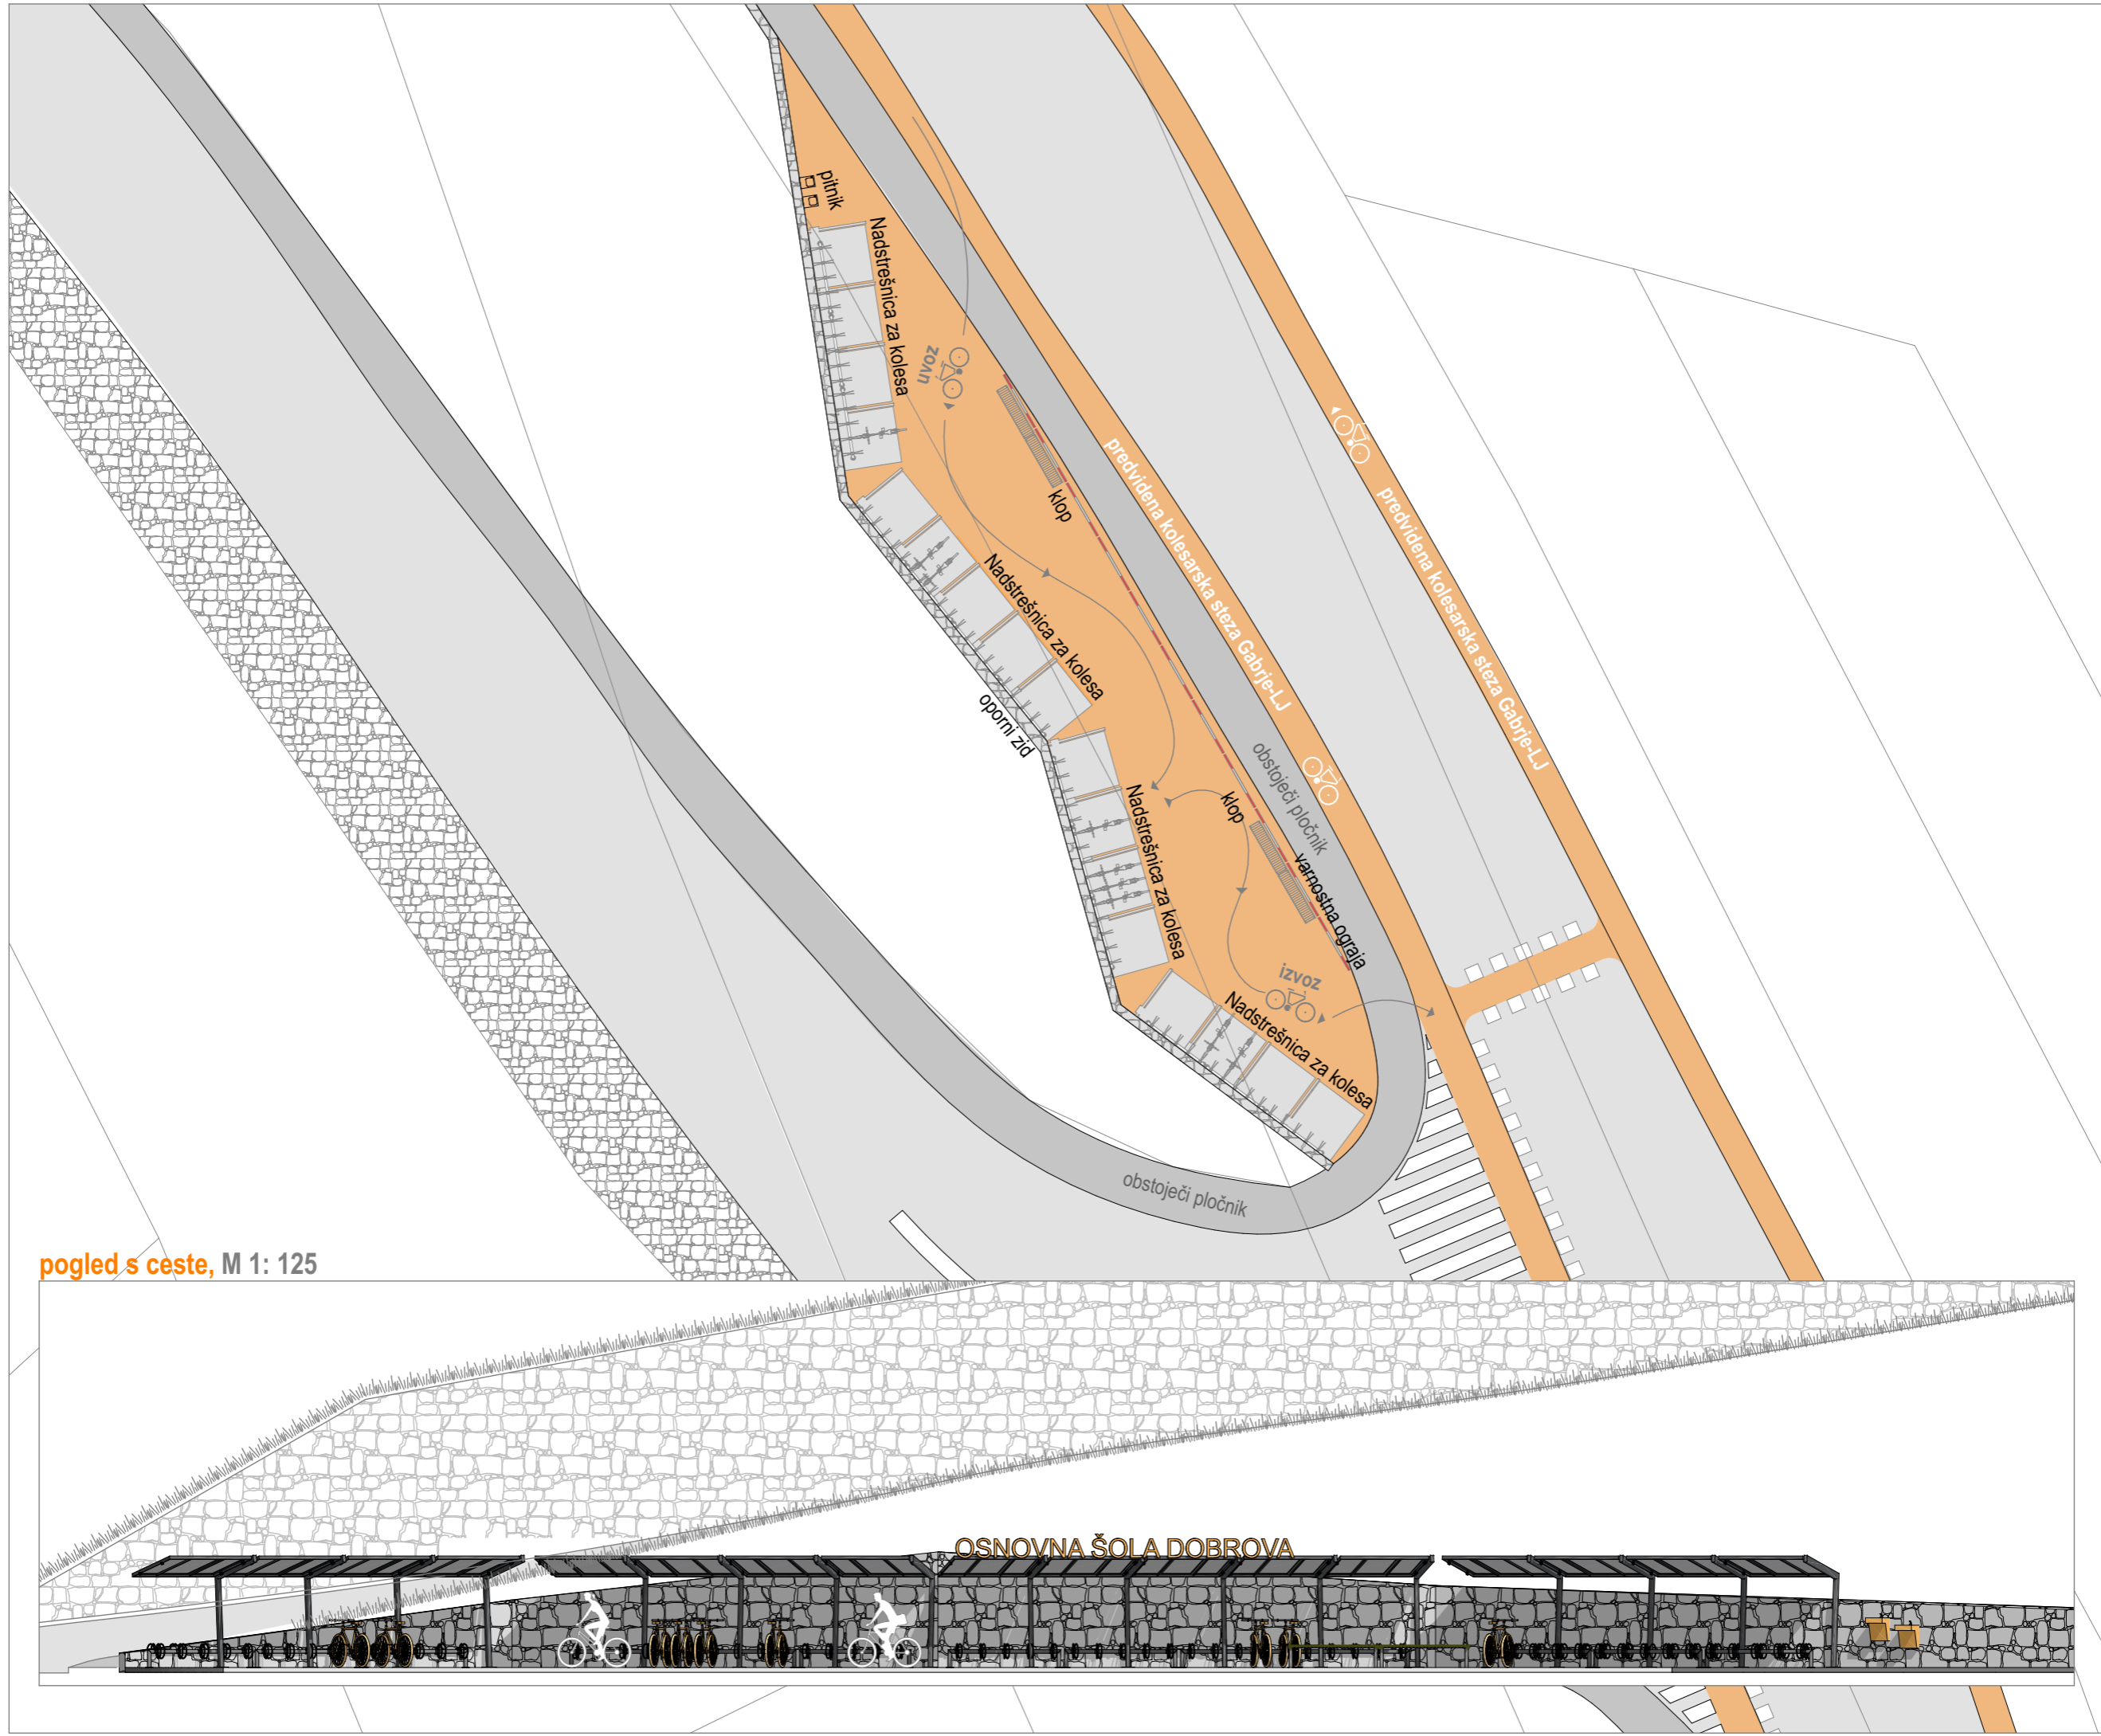 pitnik
Nadstrešnica za kolesa
uvoz
klop
predvidena kolesarska steza Gabrje-LJ
predvidena kolesarska steza Gabrje-LJ
Nadstrešnica za kolesa
oporni zid
obstoječi pločnik
klop
Nadstrešnica za kolesa
varnostna ograja
izvoz
Nadstrešnica za kolesa
obstoječi pločnik
pogled s ceste, M 1: 125
OSNOVNA ŠOLA DOBROVA